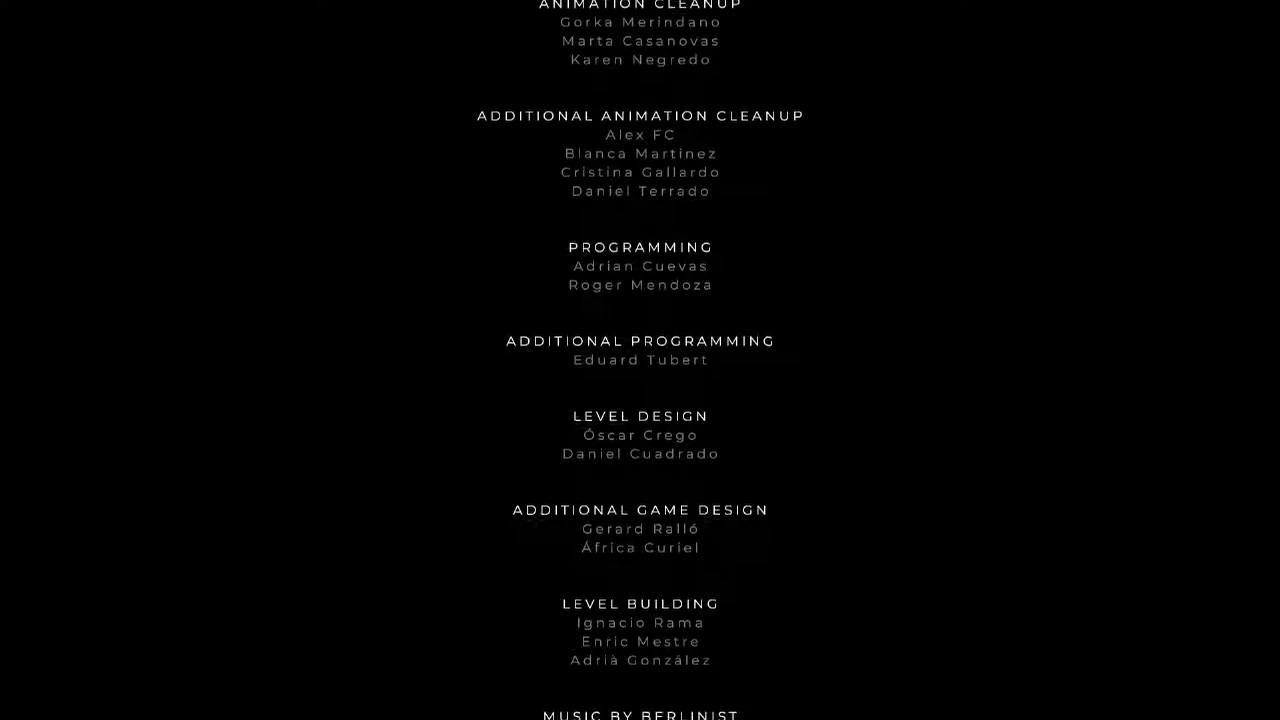 ANIMATION CLEANUP
Gorka Merindano
Marta Casanovas
Karen Negredo
ADDITIONAL ANIMATION CLEANUP
Alex FC
Blanca Martinez
Cristina Gallardo
Daniel Terrado
PROGRAMMING
Adrian Cuevas
Roger Mendoza
ADDITIONAL PROGRAMMING
Eduard Tubert
LEVEL DESIGN
Óscar Crego
Daniel Cuadrado
ADDITIONAL GAME DESIGN
Gerard Ralló
África Curiel
LEVEL BUILDING
Ignacio Rama
Enric Mestre
Adrià González
MUSIC BY BERLINIST